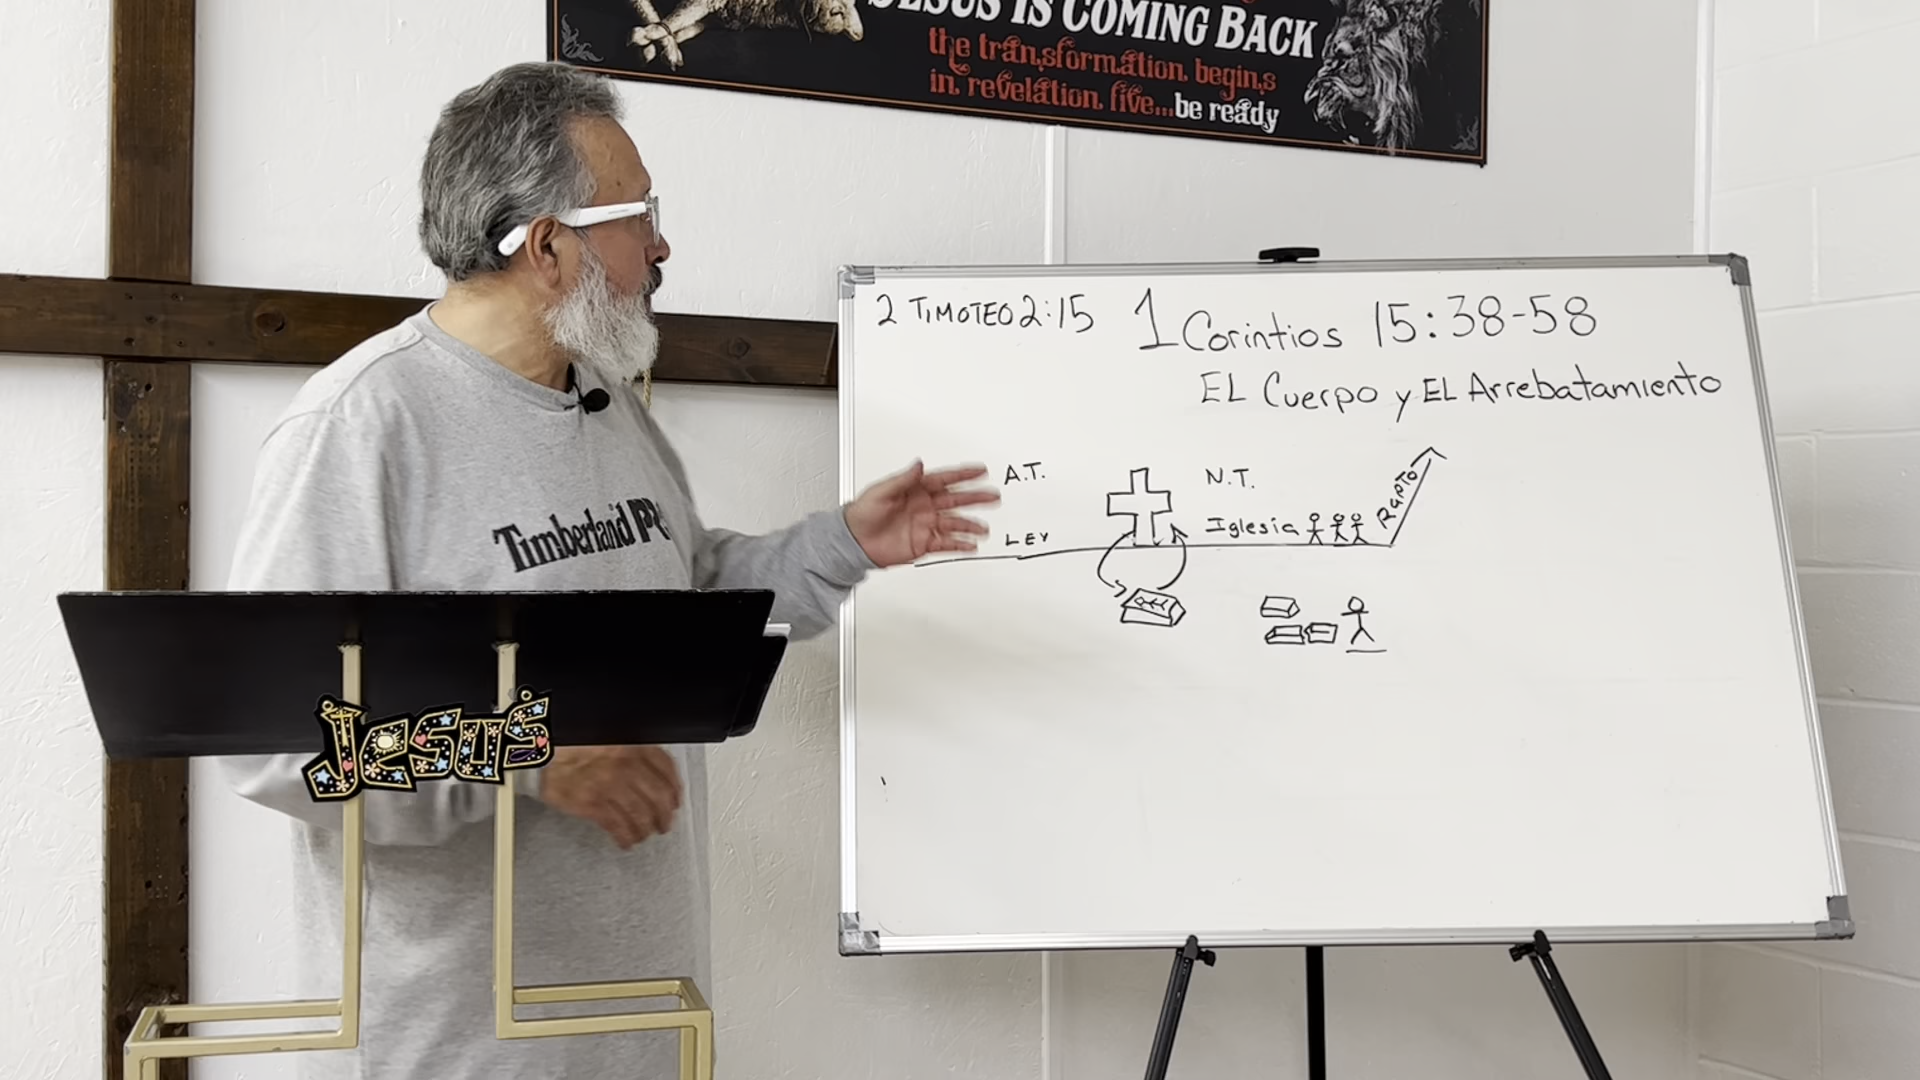 JESUS IS COMING BACK
the transformation begins
in revelation five...be ready
2 TIMOTEO 2:15
1 Corintios 15:38-58
EL Cuerpo y EL Arrebatamiento
A.T.
N.T.
LEY
Iglesia
RAPTO
Timberland
Jesus